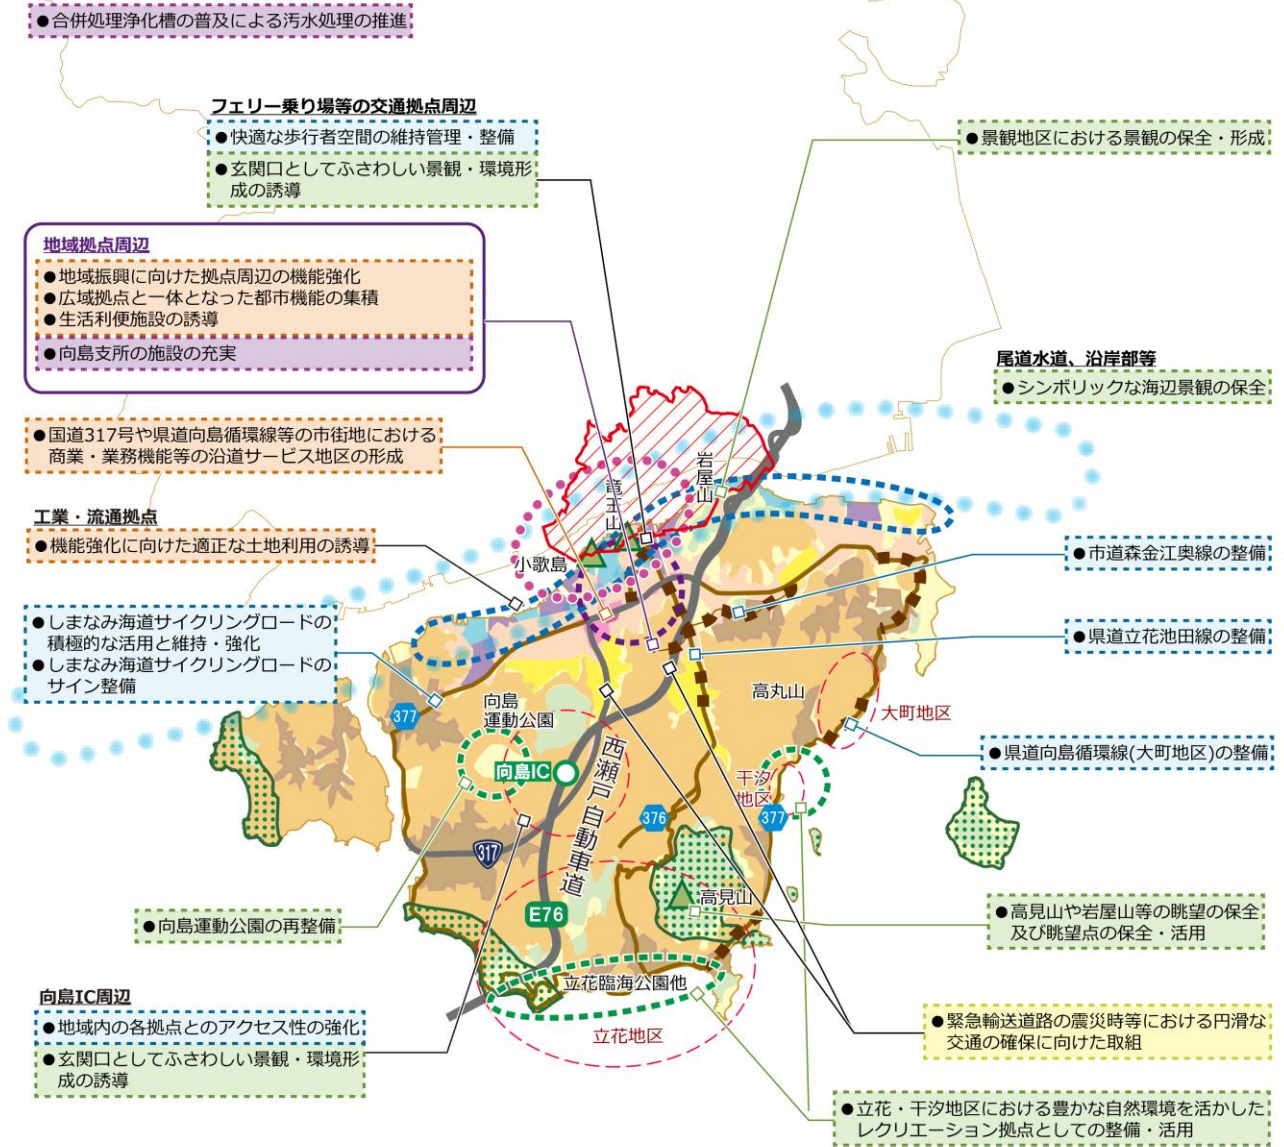 ●合併処理浄化槽の普及による汚水処理の推進
フェリー乗り場等の交通拠点周辺
●快適な歩行者空間の維持管理・整備
●玄関口としてふさわしい景観・環境形
成の誘導
●景観地区における景観の保全・形成
地域拠点周辺
●地域振興に向けた拠点周辺の機能強化
●広域拠点と一体となった都市機能の集積
●生活利便施設の誘導
●向島支所の施設の充実
尾道水道、沿岸部等
●シンボリックな海辺景観の保全
●国道317号や県道向島循環線等の市街地における
商業・業務機能等の沿道サービス地区の形成
岩屋山
竜王山
小歌島
工業・流通拠点
●機能強化に向けた適正な土地利用の誘導
●市道森金江奥線の整備
●しまなみ海道サイクリングロードの
積極的な活用と維持・強化
●しまなみ海道サイクリングロードの
サイン整備
●県道立花池田線の整備
高丸山
向島
運動公園
377
大町地区
西瀬戸自動車道
●県道向島循環線(大町地区)の整備
向島IC
干汐
地区
376
377
317
高見山
E76
●向島運動公園の再整備
●高見山や岩屋山等の眺望の保全
及び眺望点の保全・活用
立花臨海公園他
立花地区
向島IC周辺
●地域内の各拠点とのアクセス性の強化
●玄関口としてふさわしい景観・環境形
成の誘導
●緊急輸送道路の震災時等における円滑な
交通の確保に向けた取組
●立花・干汐地区における豊かな自然環境を活かした
レクリエーション拠点としての整備・活用